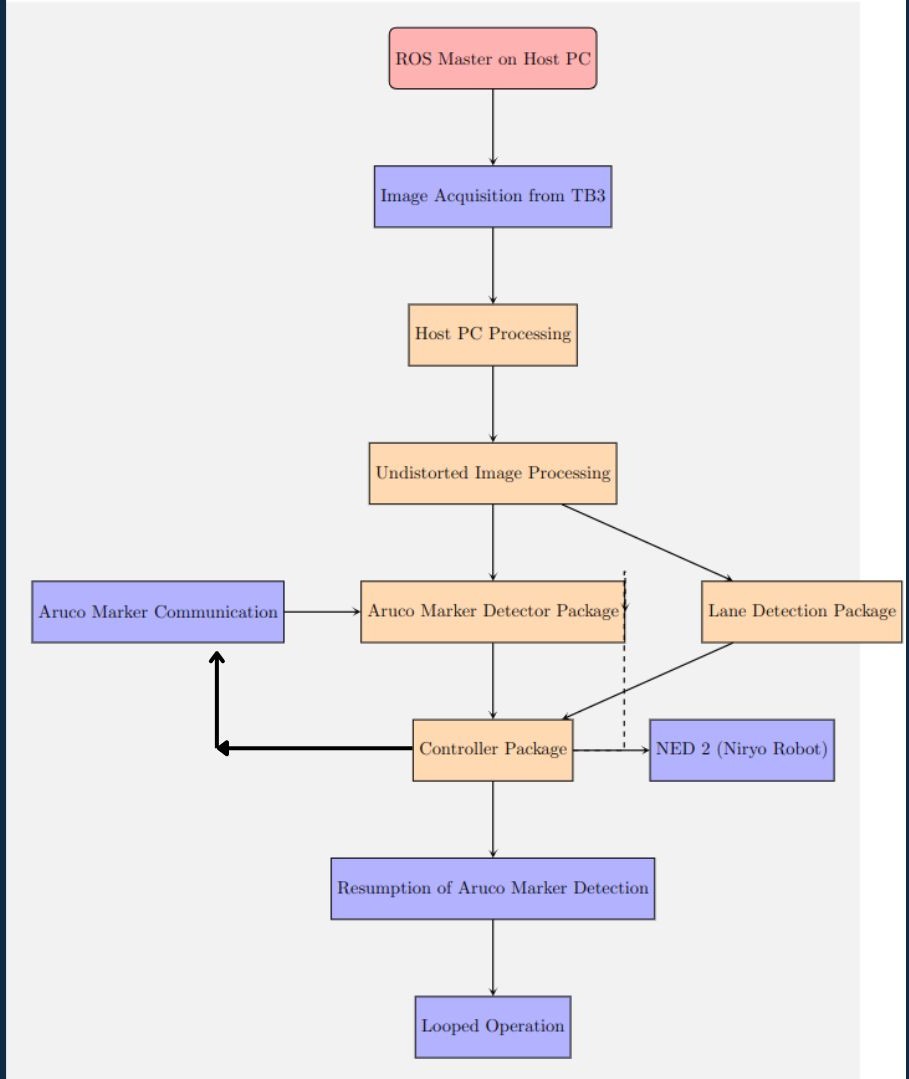 ROS Master on Host PC
Image Acquisition from TB3
Host PC Processing
Undistorted Image Processing
Aruco Marker Communication
Aruco Marker Detector Package
Lane Detection Package
Controller Package
NED 2 (Niryo Robot)
Resumption of Aruco Marker Detection
Looped Operation